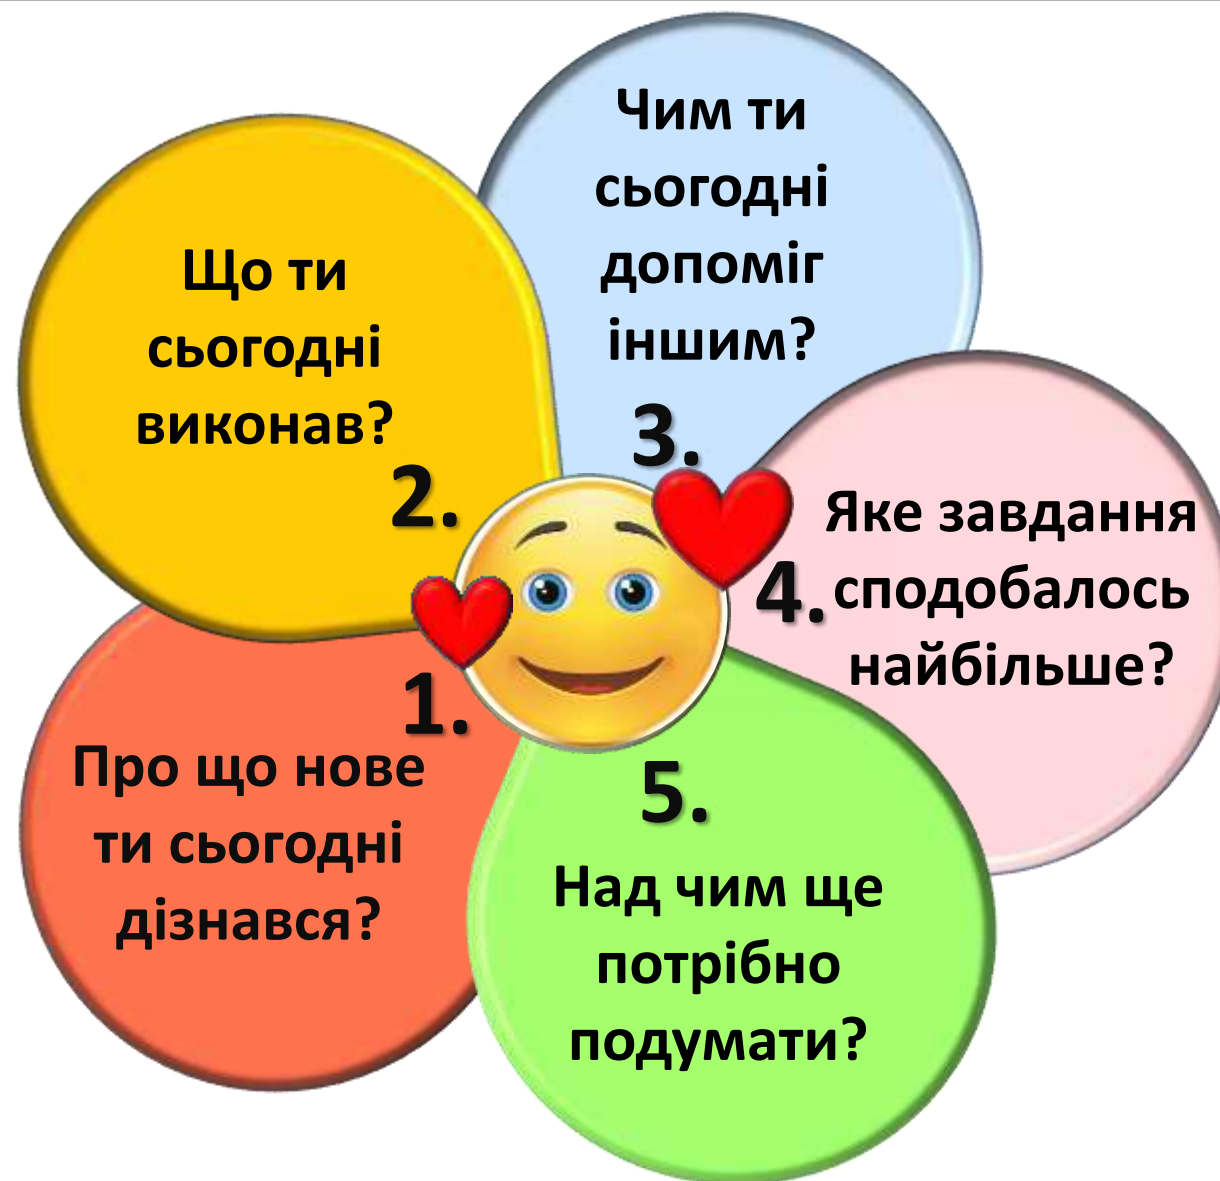 1.
Про що нове
ти сьогодні
дізнався?
2.
Що ти
сьогодні
виконав?
3.
Чим ти
сьогодні
допоміг
іншим?
4.
Яке завдання
сподобалось
найбільше?
5.
Над чим ще
потрібно
подумати?